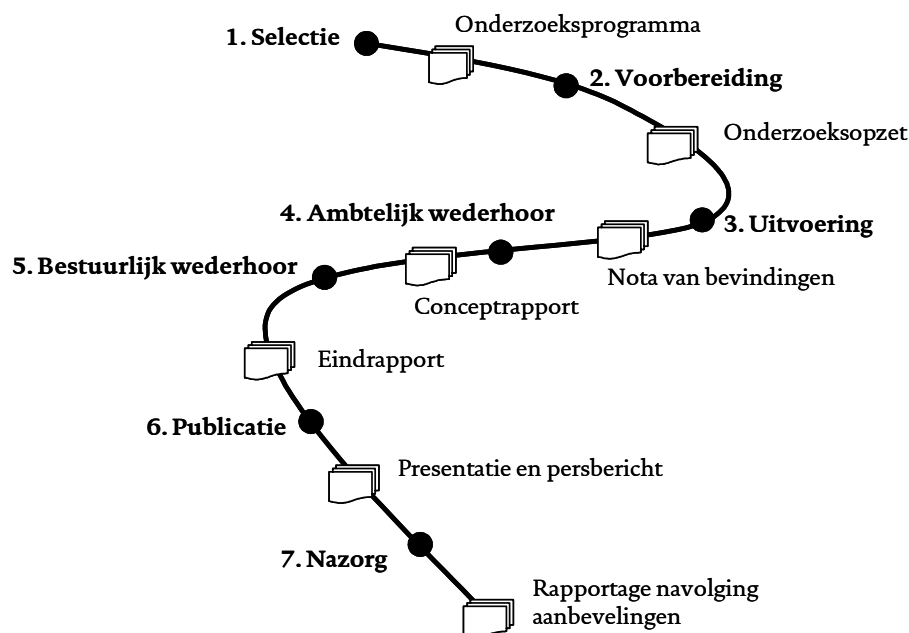 1. Selectie
Onderzoeksprogramma
2. Voorbereiding
Onderzoeksopzet
3. Uitvoering
Nota van bevindingen
4. Ambtelijk wederhoor
Conceptrapport
5. Bestuurlijk wederhoor
Eindrapport
6. Publicatie
Presentatie en persbericht
7. Nazorg
Rapportage navolging
aanbevelingen